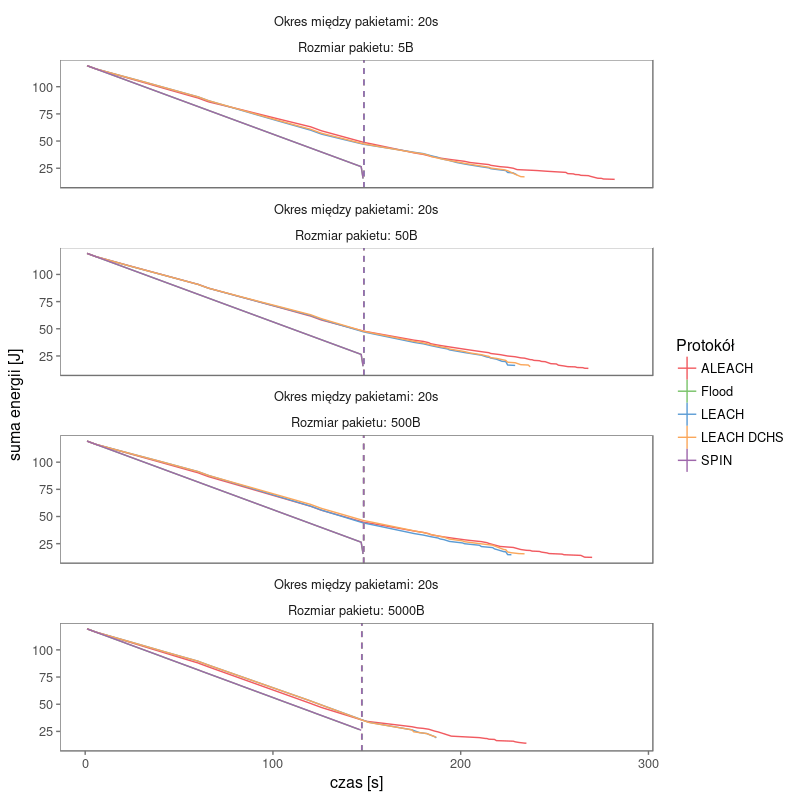 Okres między pakietami: 20s
Rozmiar pakietu: 5B
100
75
50
25
Okres między pakietami: 20s
Rozmiar pakietu: 50B
100
75
50
25
Okres między pakietami: 20s
Rozmiar pakietu: 500B
100
75
50
25
Okres między pakietami: 20s
Rozmiar pakietu: 5000B
100
75
50
25
0
100
200
300
czas [s]
suma energii [J]
Protokół
ALEACH
Flood
LEACH
LEACH DCHS
SPIN